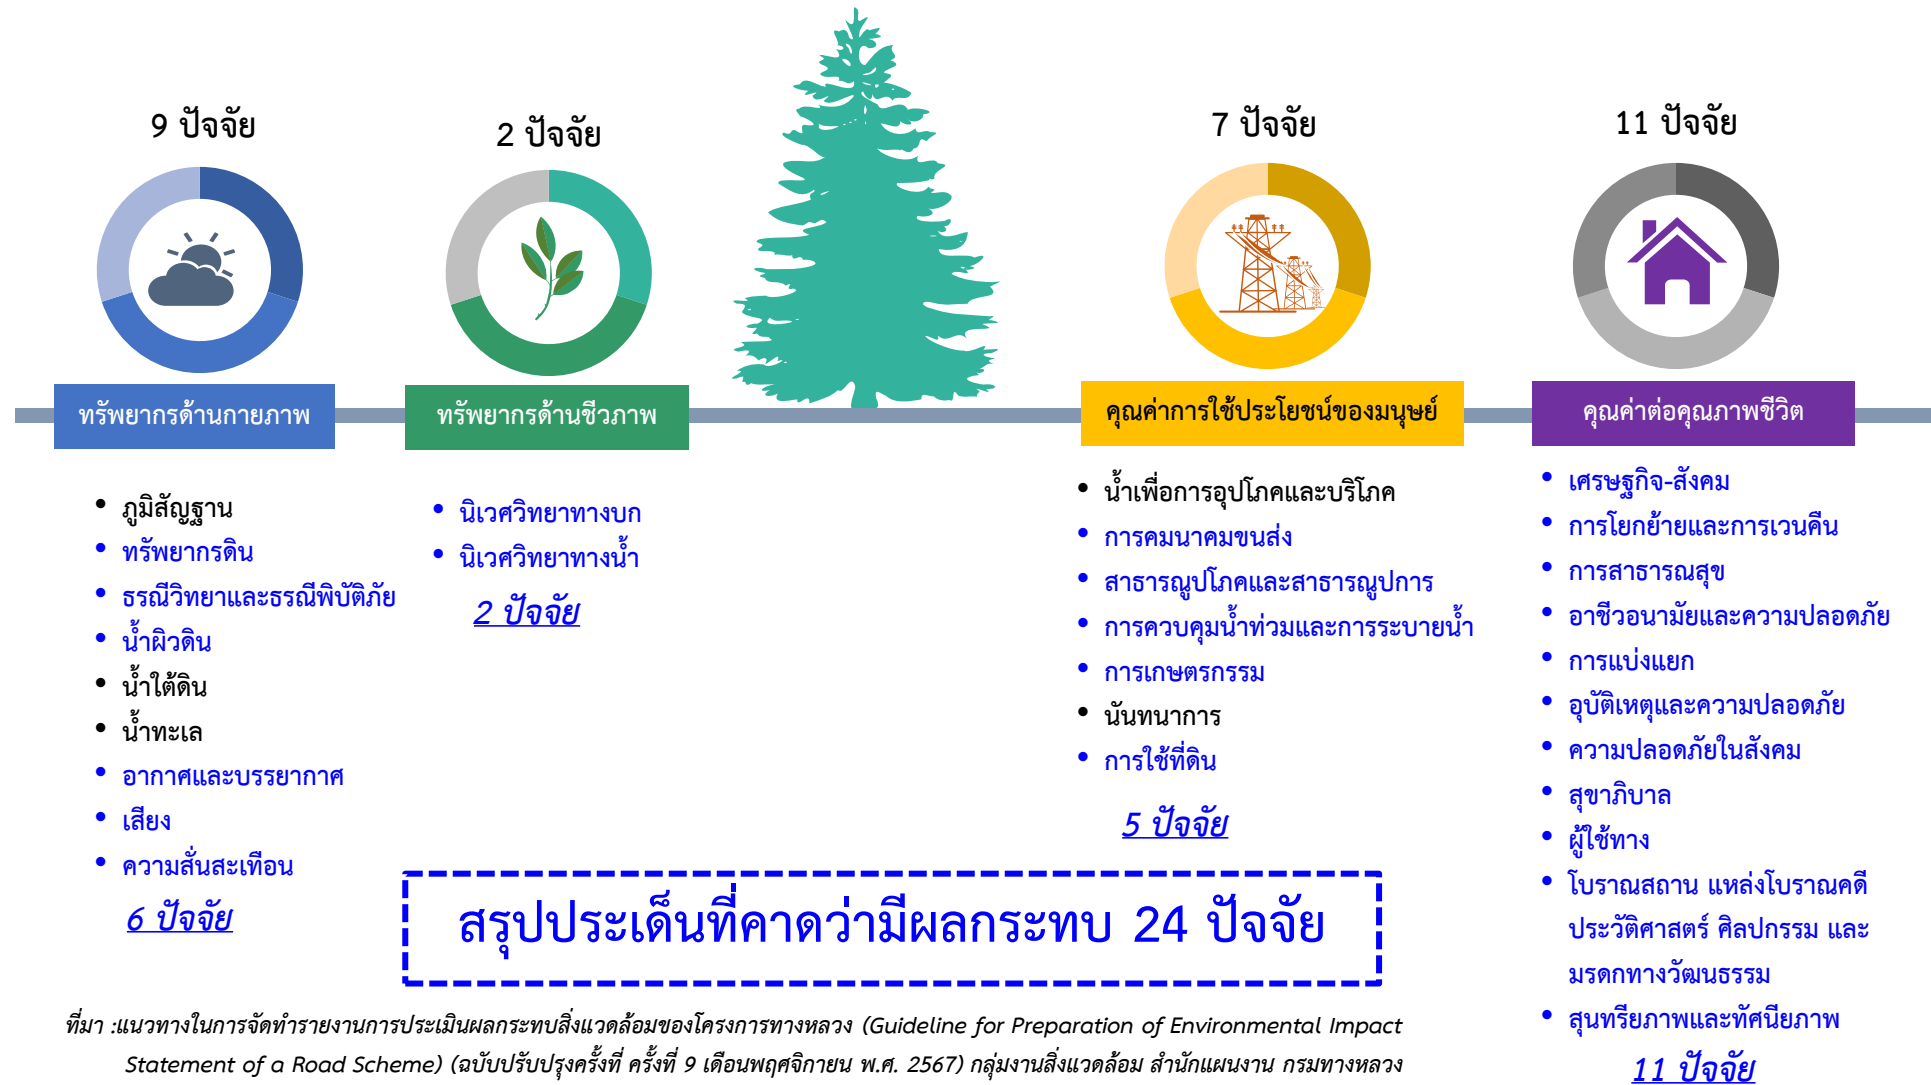 9 ปัจจัย
ทรัพยากรด้านกายภาพ
• ภูมิสัญฐาน
• ทรัพยากรดิน
• ธรณีวิทยาและธรณีพิบัติภัย
• น้ำผิวดิน
• น้ำใต้ดิน
• น้ำทะเล
• อากาศและบรรยากาศ
• เสียง
• ความสั่นสะเทือน
6 ปัจจัย
2 ปัจจัย
ทรัพยากรด้านชีวภาพ
• นิเวศวิทยาทางบก
• นิเวศวิทยาทางน้ำ
2 ปัจจัย
7 ปัจจัย
คุณค่าการใช้ประโยชน์ของมนุษย์
• น้ำเพื่อการอุปโภคและบริโภค
• การคมนาคมขนส่ง
• สาธารณูปโภคและสาธารณูปการ
• การควบคุมน้ำท่วมและการระบายน้ำ
• การเกษตรกรรม
• นันทนาการ
• การใช้ที่ดิน
5 ปัจจัย
11 ปัจจัย
คุณค่าต่อคุณภาพชีวิต
• เศรษฐกิจ-สังคม
• การโยกย้ายและการเวนคืน
• การสาธารณสุข
• อาชีวอนามัยและความปลอดภัย
• การแบ่งแยก
• อุบัติเหตุและความปลอดภัย
• ความปลอดภัยในสังคม
• สุขาภิบาล
• ผู้ใช้ทาง
• โบราณสถาน แหล่งโบราณคดี
ประวัติศาสตร์ ศิลปกรรม และ
มรดกทางวัฒนธรรม
• สุนทรียภาพและทัศนียภาพ
11 ปัจจัย
สรุปประเด็นที่คาดว่ามีผลกระทบ 24 ปัจจัย
ที่มา :แนวทางในการจัดทำรายงานการประเมินผลกระทบสิ่งแวดล้อมของโครงการทางหลวง (Guideline for Preparation of Environmental Impact
Statement of a Road Scheme) (ฉบับปรับปรุงครั้งที่ ครั้งที่ 9 เดือนพฤศจิกายน พ.ศ. 2567) กลุ่มงานสิ่งแวดล้อม สำนักแผนงาน กรมทางหลวง